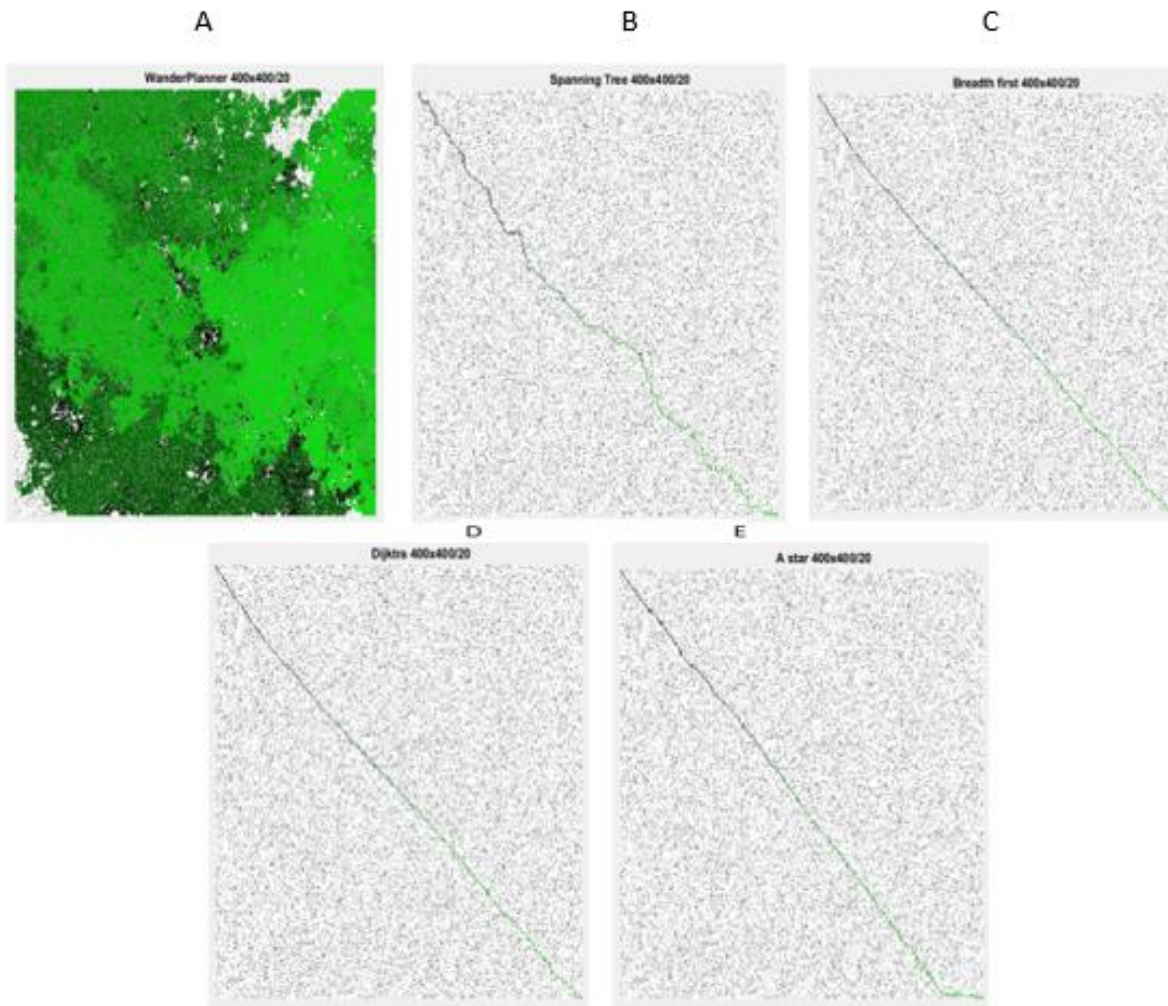 A
B
C
WanderPlanner 400x400/20
Spanning Tree 400x400/20
Breadth first 400x400/20
D
E
Dijktra 400x400/20
A star 400x400/20